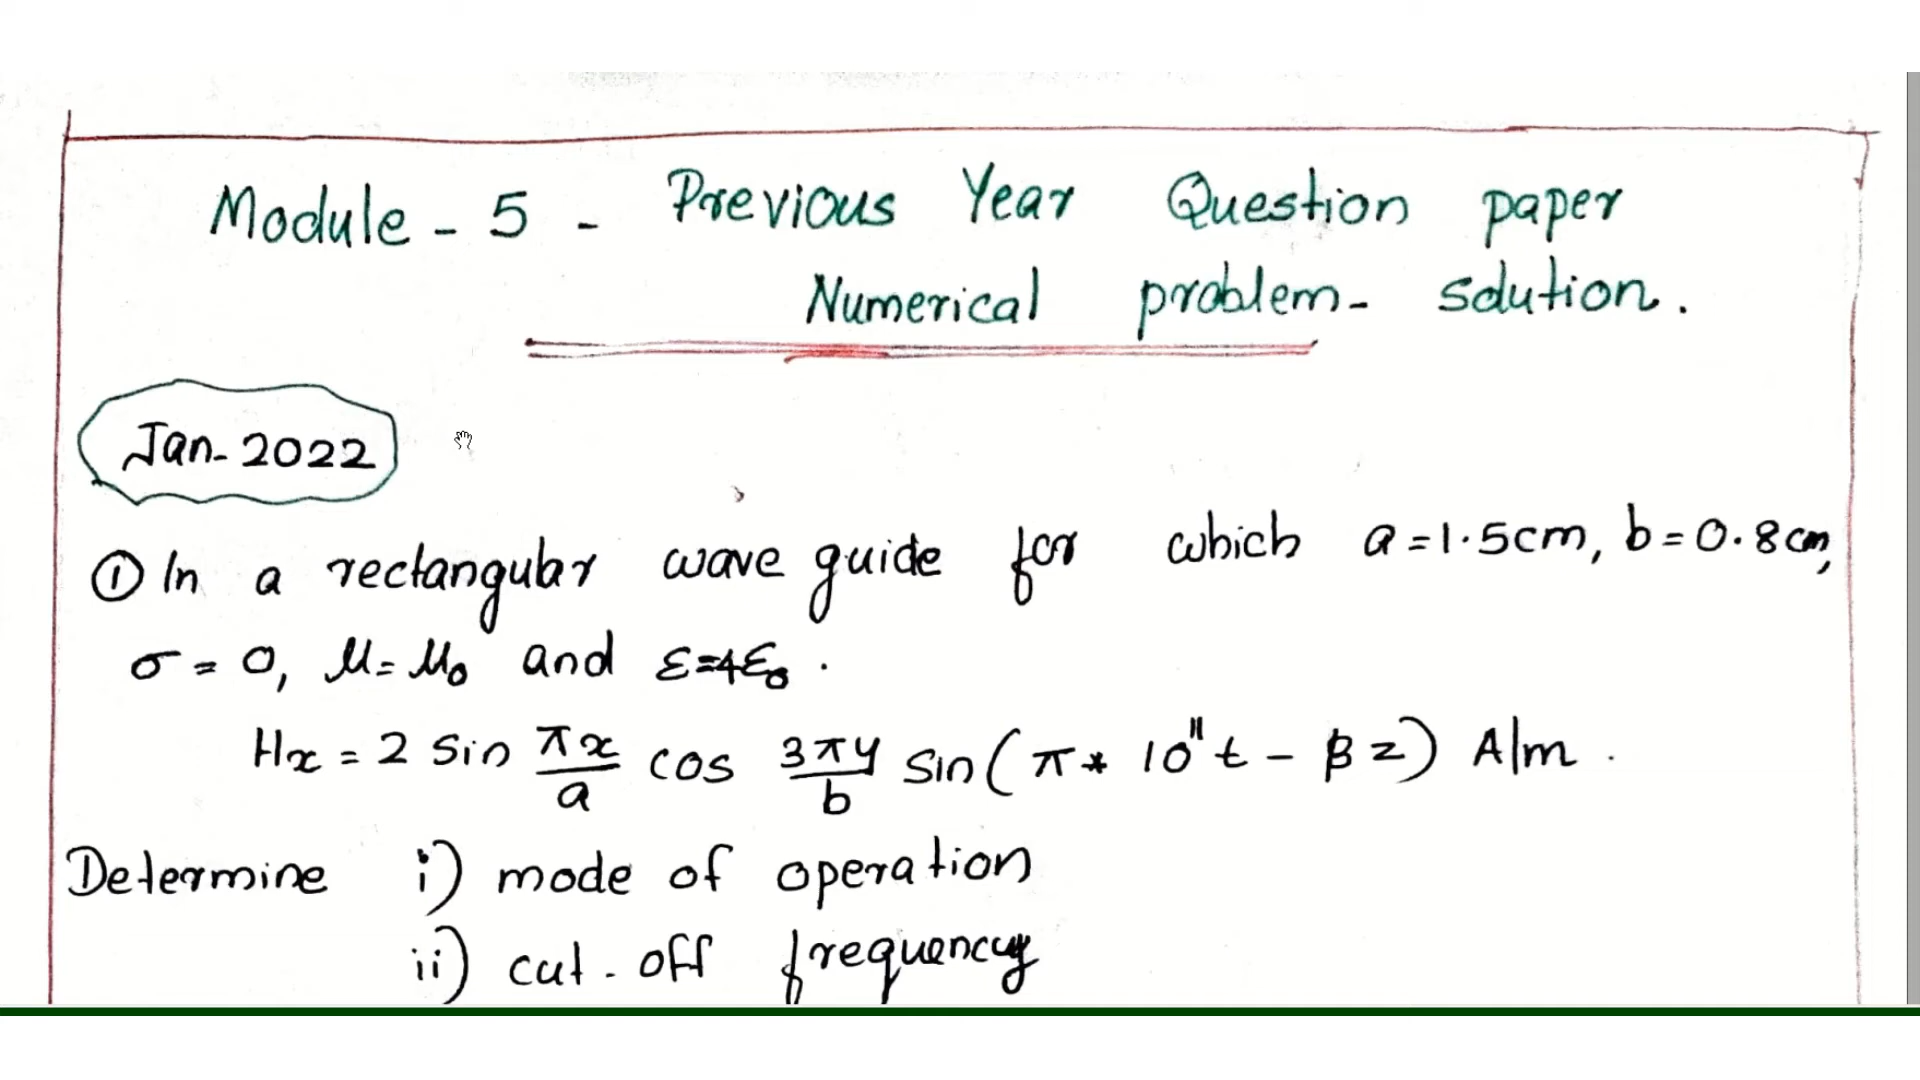 Module - 5 - Previous Year Question paper
Numerical problem - solution.
Jan - 2022
① In a rectangular wave guide for which a = 1.5cm, b = 0.8cm,
σ = 0, μ = μ₀ and ε = 4ε₀ .
Hx = 2 sin πx/a cos 3πy/b sin(π * 10¹¹ t - βz) A/m .
Determine i) mode of operation
ii) cut-off frequency